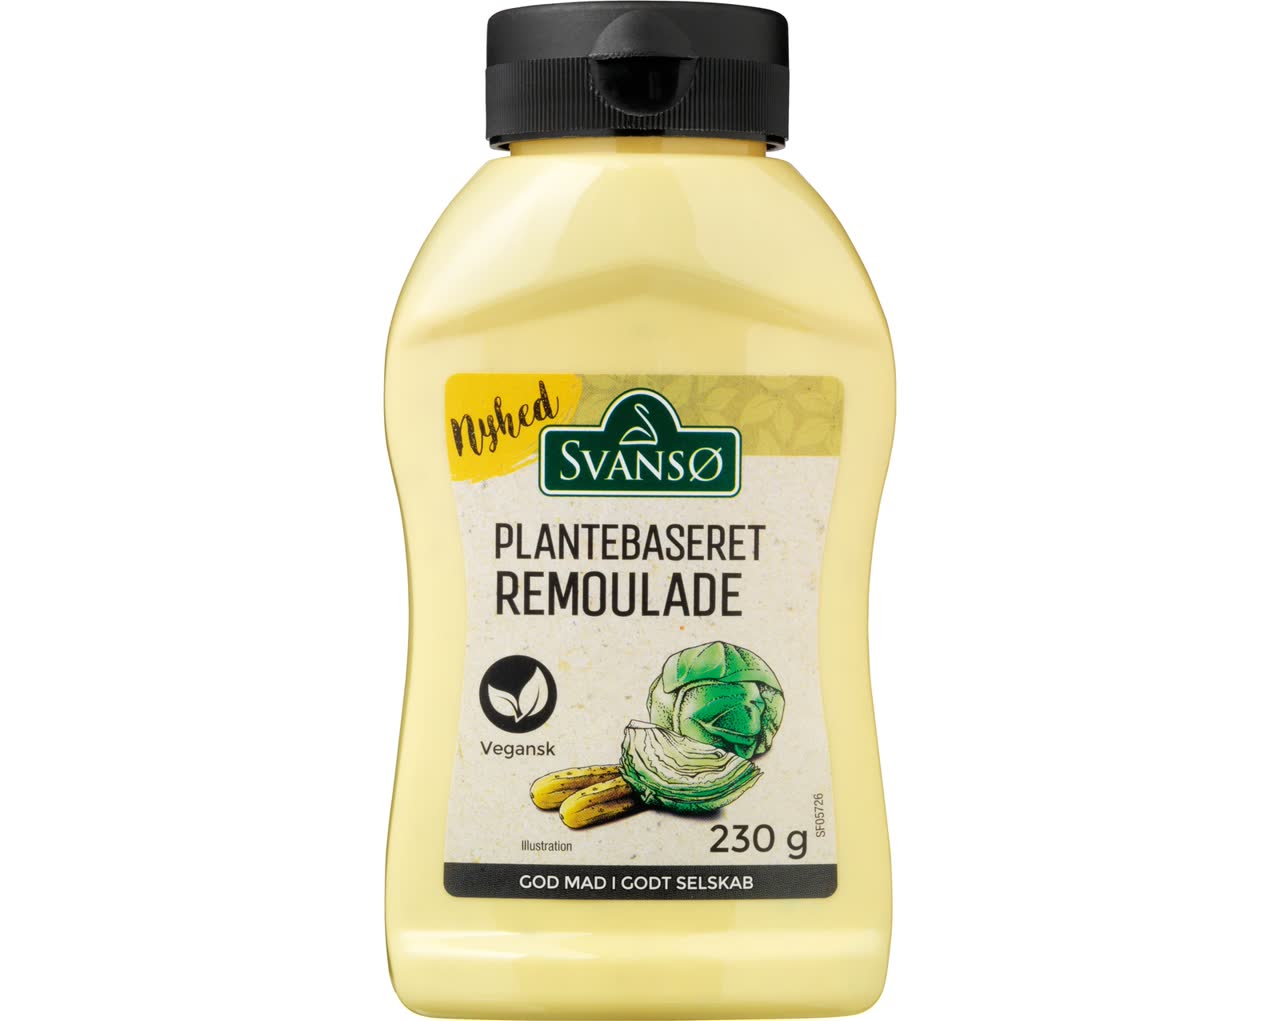 Nyhed
SVANSØ
PLANTEBASERET
REMOULADE
Vegansk
SF05726
230 g
Illustration
GOD MAD I GODT SELSKAB